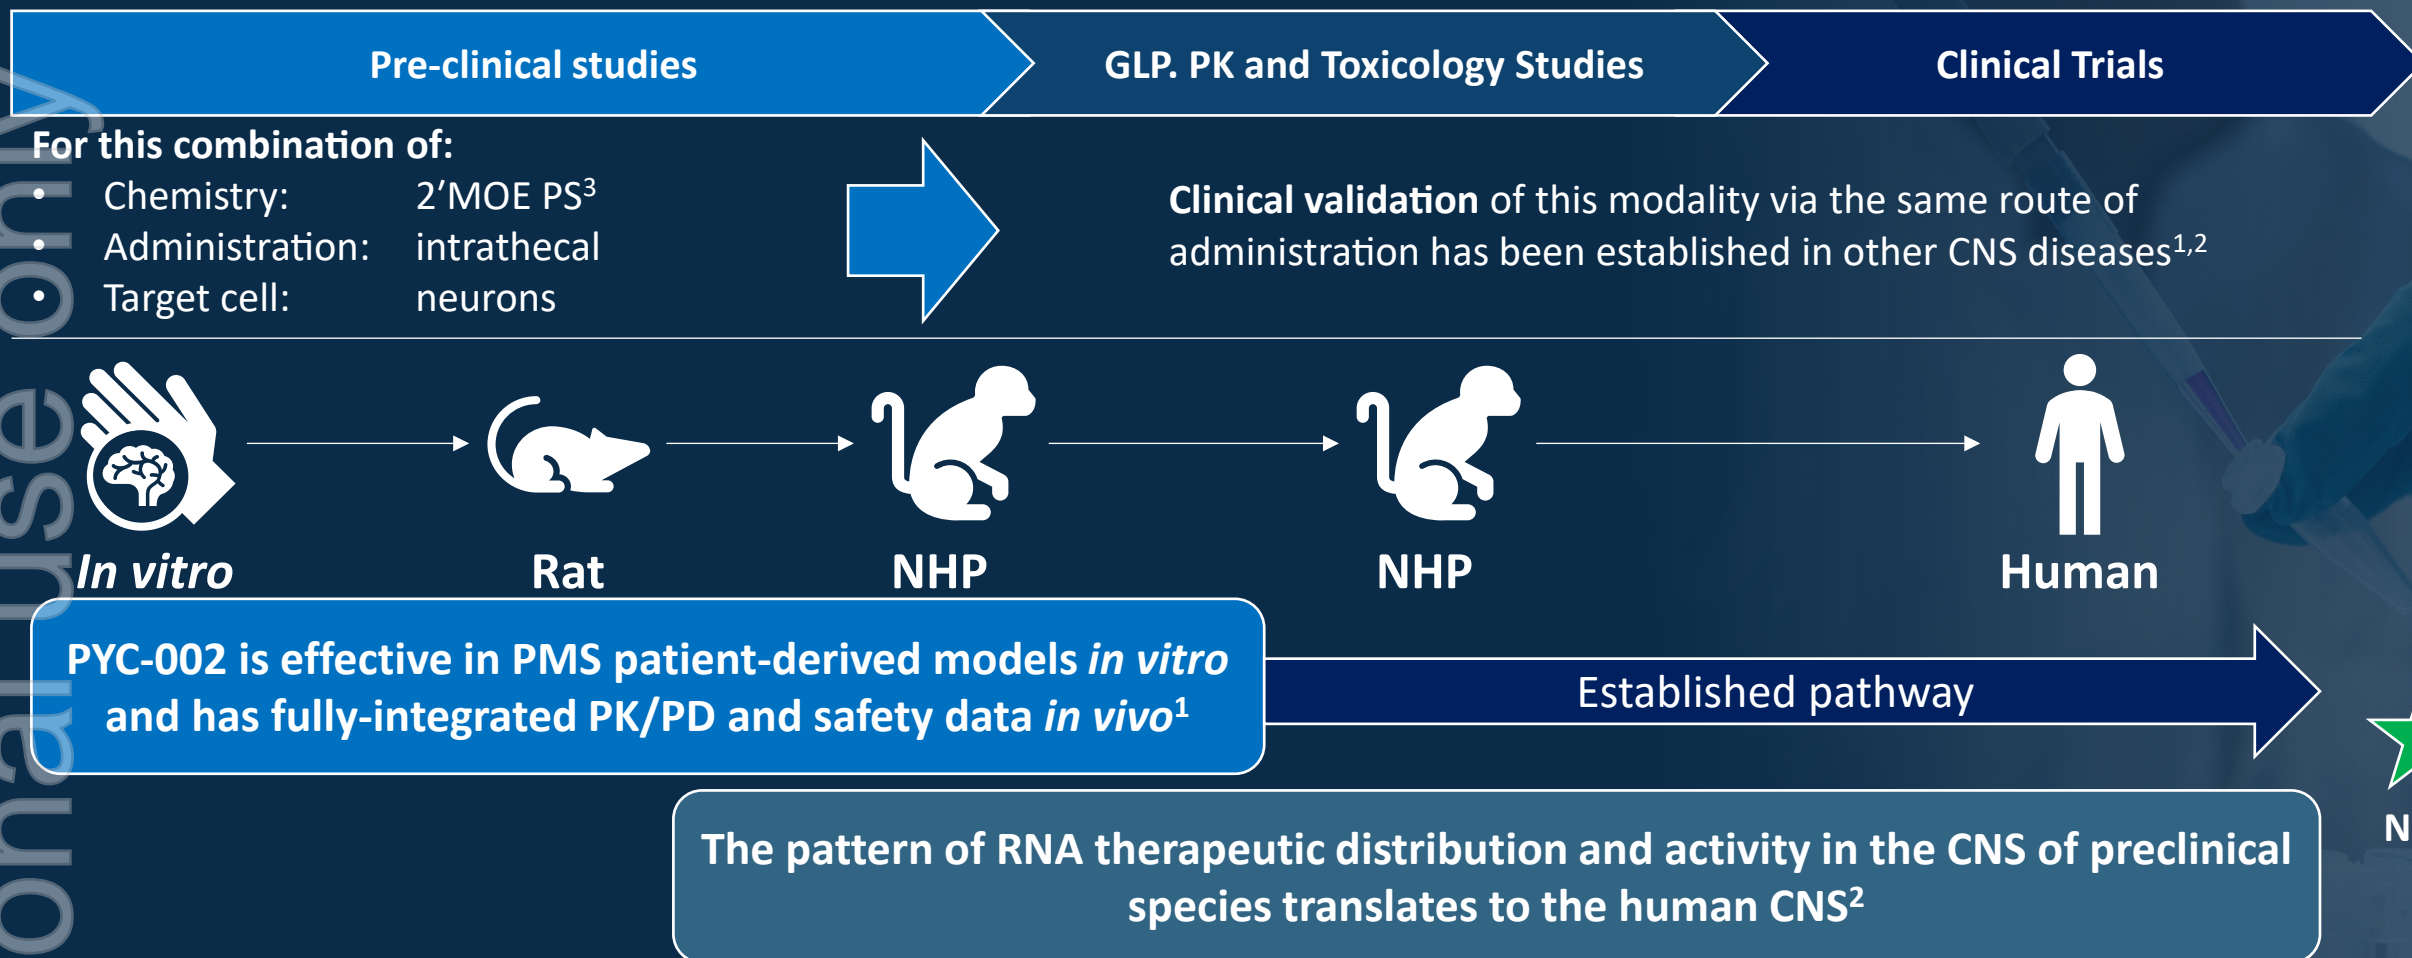 Pre-clinical studies
GLP. PK and Toxicology Studies
Clinical Trials
For this combination of:
• Chemistry: 2'MOE PS3
• Administration: intrathecal
• Target cell: neurons
Clinical validation of this modality via the same route of
administration has been established in other CNS diseases1,2
In vitro
Rat
NHP
NHP
Human
PYC-002 is effective in PMS patient-derived models in vitro
and has fully-integrated PK/PD and safety data in vivo1
Established pathway
The pattern of RNA therapeutic distribution and activity in the CNS of preclinical
species translates to the human CNS2
onal use only